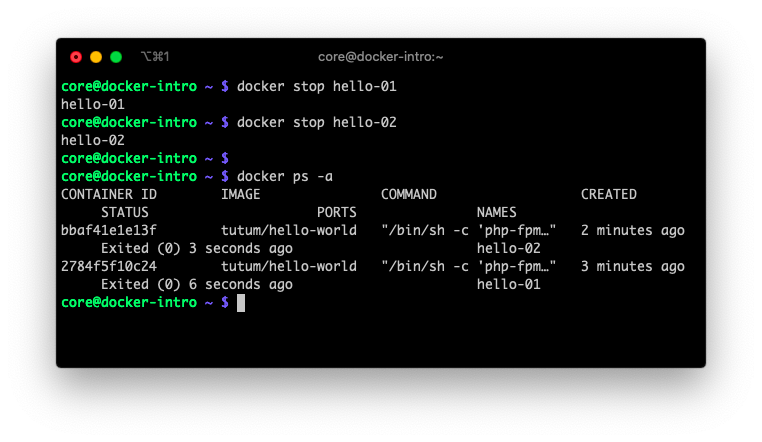 ⌥⌘1 core@docker-intro:~
core@docker-intro ~ $ docker stop hello-01
hello-01
core@docker-intro ~ $ docker stop hello-02
hello-02
core@docker-intro ~ $
core@docker-intro ~ $ docker ps -a
CONTAINER ID        IMAGE               COMMAND                  CREATED
     STATUS                     PORTS               NAMES
bbaf41e1e13f        tutum/hello-world   "/bin/sh -c 'php-fpm…"   2 minutes ago
     Exited (0) 3 seconds ago                       hello-02
2784f5f10c24        tutum/hello-world   "/bin/sh -c 'php-fpm…"   3 minutes ago
     Exited (0) 6 seconds ago                       hello-01
core@docker-intro ~ $